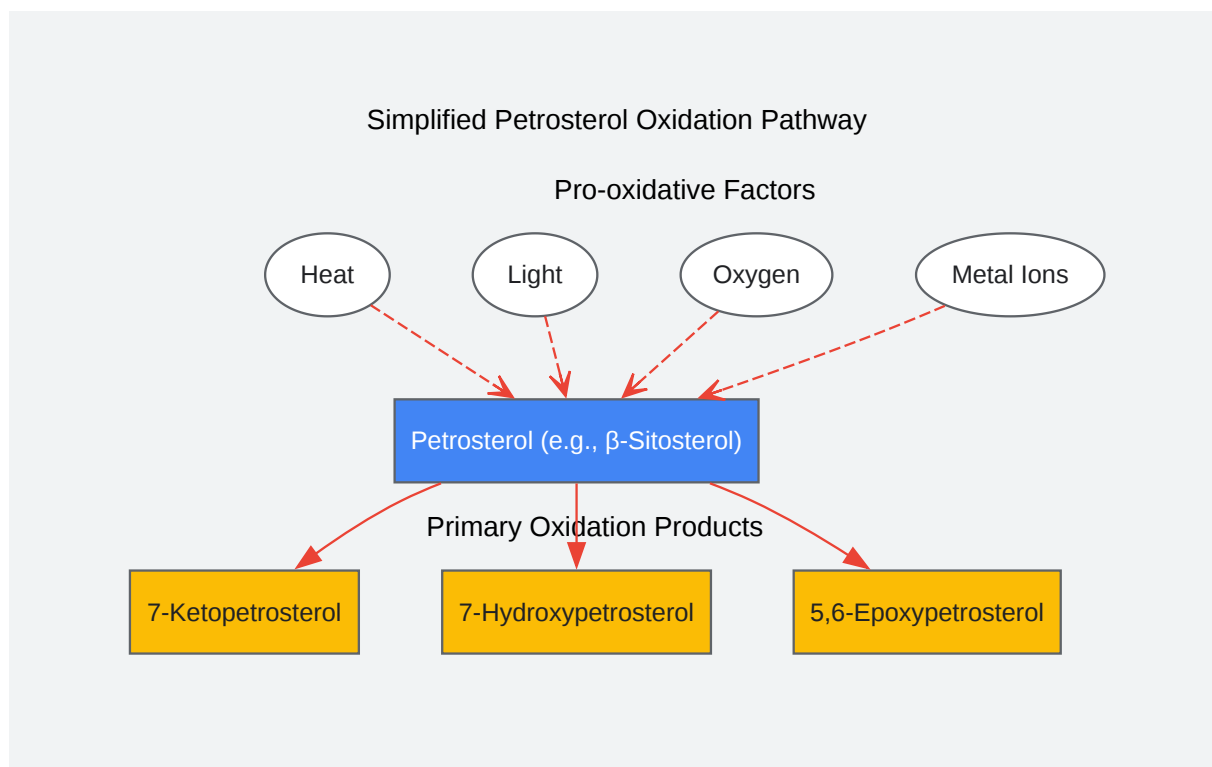 Simplified Petrosterol Oxidation Pathway
Pro-oxidative Factors
Heat
Light
Oxygen
Metal Ions
Petrosterol (e.g., β-Sitosterol)
Primary Oxidation Products
7-Ketopetrosterol
7-Hydroxypetrosterol
5,6-Epoxypetrosterol